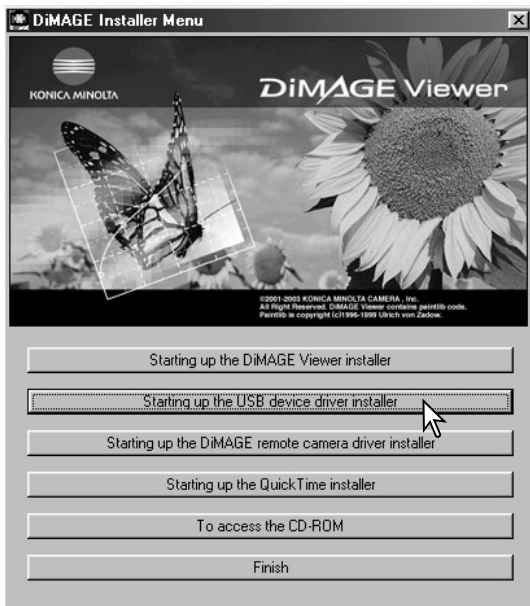 DiMAGE Installer Menu
KONICA MINOLTA
DiMAGE Viewer
©2001-2003 KONICA MINOLTA CAMERA , Inc.
All Right Reserved. DiMAGE Viewer contains paintlib code.
Paintlib is copyright (c)1996-1999 Ulrich von Zadow.
Starting up the DiMAGE Viewer installer
Starting up the USB device driver installer
Starting up the DiMAGE remote camera driver installer
Starting up the QuickTime installer
To access the CD-ROM
Finish